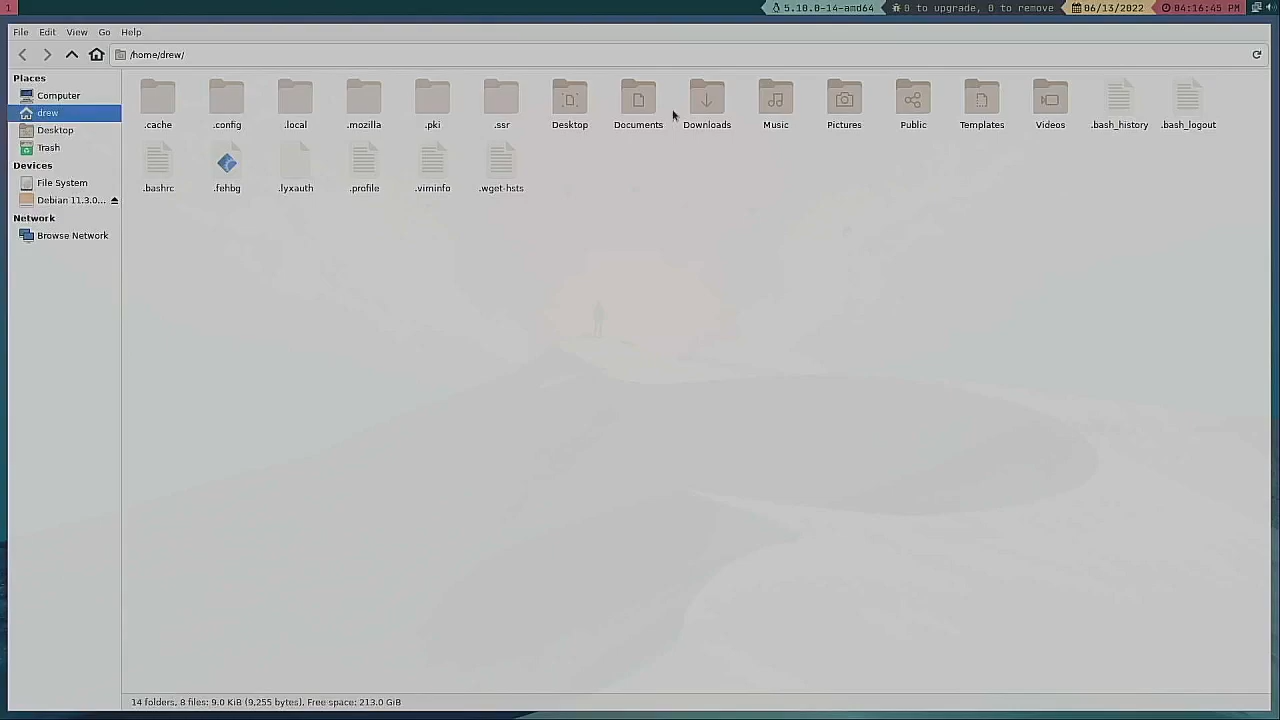 1 5.10.0-14-amd64 0 to upgrade, 0 to remove 06/13/2022 04:16:45 PM
File Edit View Go Help
/home/drew/
Places
Computer
drew
Desktop
Trash
Devices
File System
Debian 11.3.0...
Network
Browse Network
.cache .config .local .mozilla .pki .ssr Desktop Documents Downloads Music Pictures Public Templates Videos .bash_history .bash_logout
.bashrc .fehbg .lyxauth .profile .viminfo .wget-hsts
14 folders, 8 files: 9.0 KiB (9,255 bytes), Free space: 213.0 GiB